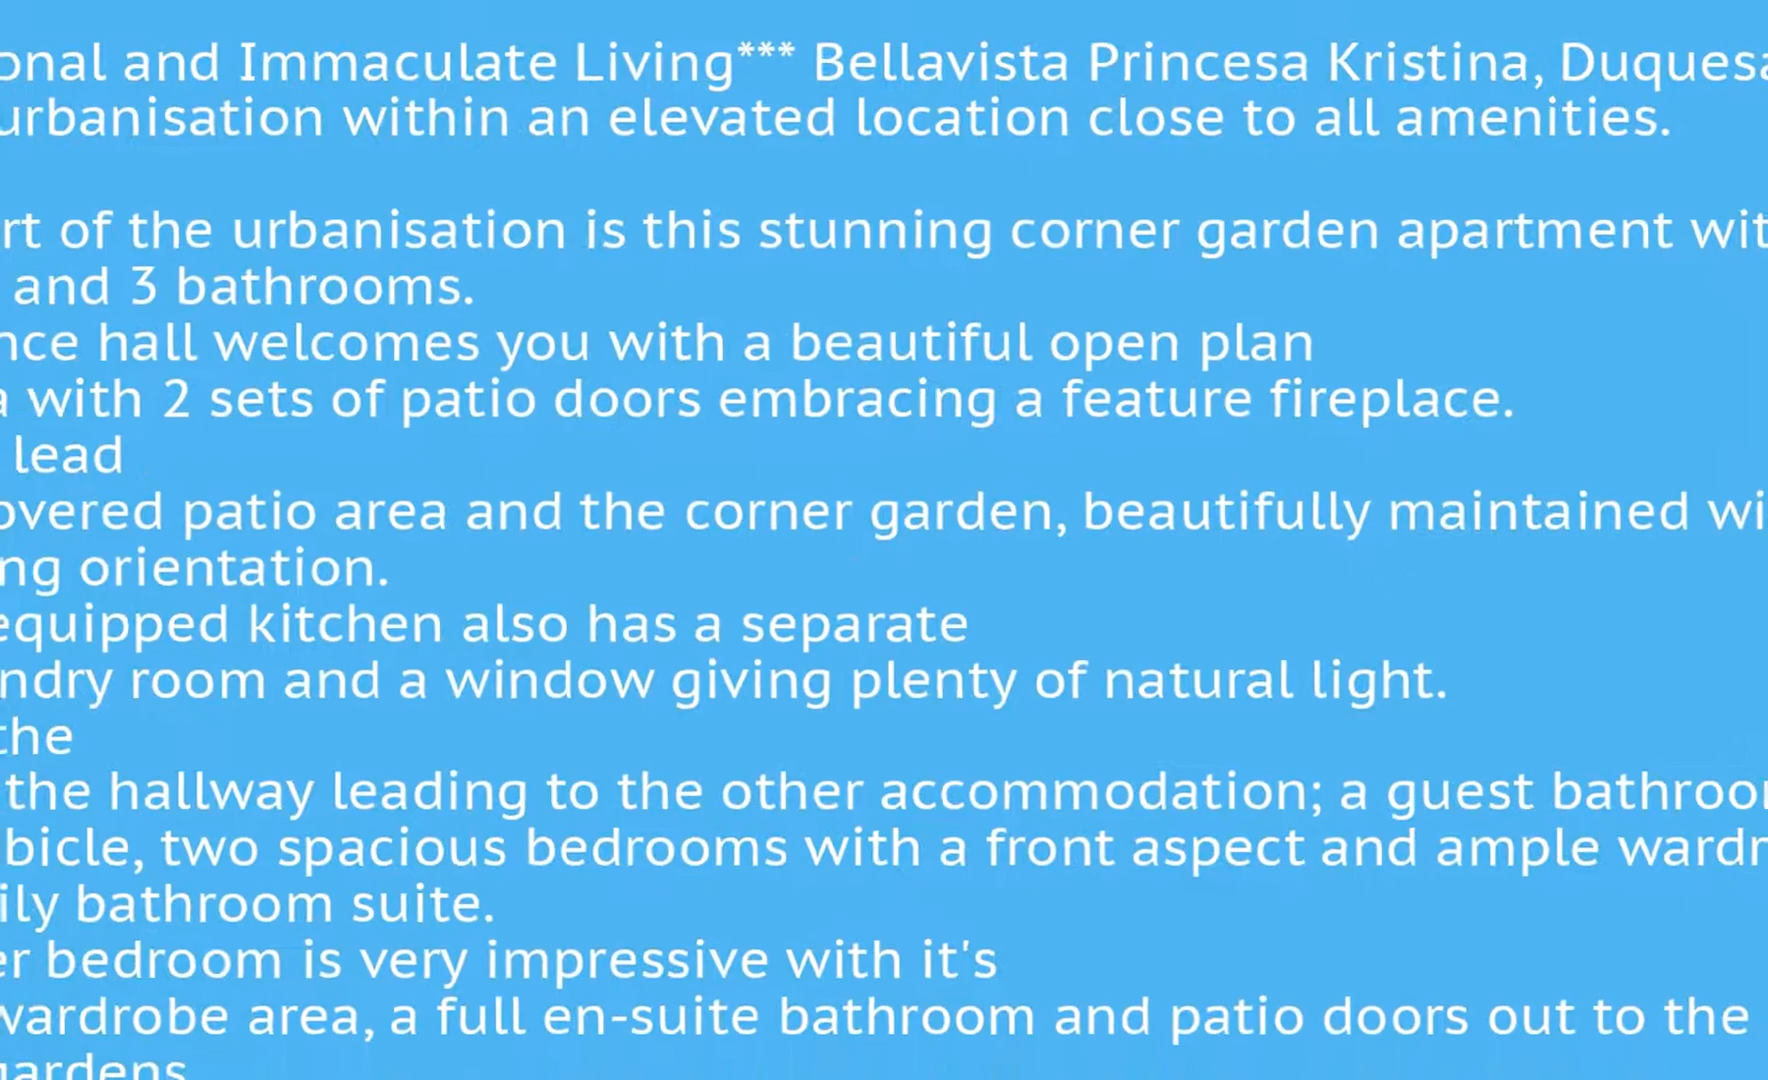 onal and Immaculate Living*** Bellavista Princesa Kristina, Duquesa
urbanisation within an elevated location close to all amenities.
rt of the urbanisation is this stunning corner garden apartment wit
and 3 bathrooms.
nce hall welcomes you with a beautiful open plan
a with 2 sets of patio doors embracing a feature fireplace.
lead
overed patio area and the corner garden, beautifully maintained wi
ng orientation.
equipped kitchen also has a separate
ndry room and a window giving plenty of natural light.
the
the hallway leading to the other accommodation; a guest bathroom
bicle, two spacious bedrooms with a front aspect and ample wardr
ily bathroom suite.
er bedroom is very impressive with it's
wardrobe area, a full en-suite bathroom and patio doors out to the
gardens